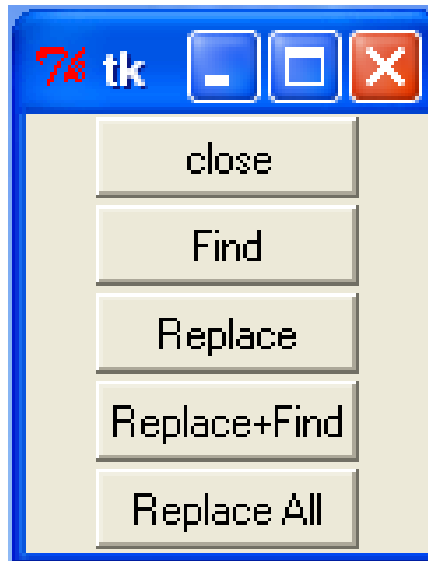 tk
close
Find
Replace
Replace+Find
Replace All